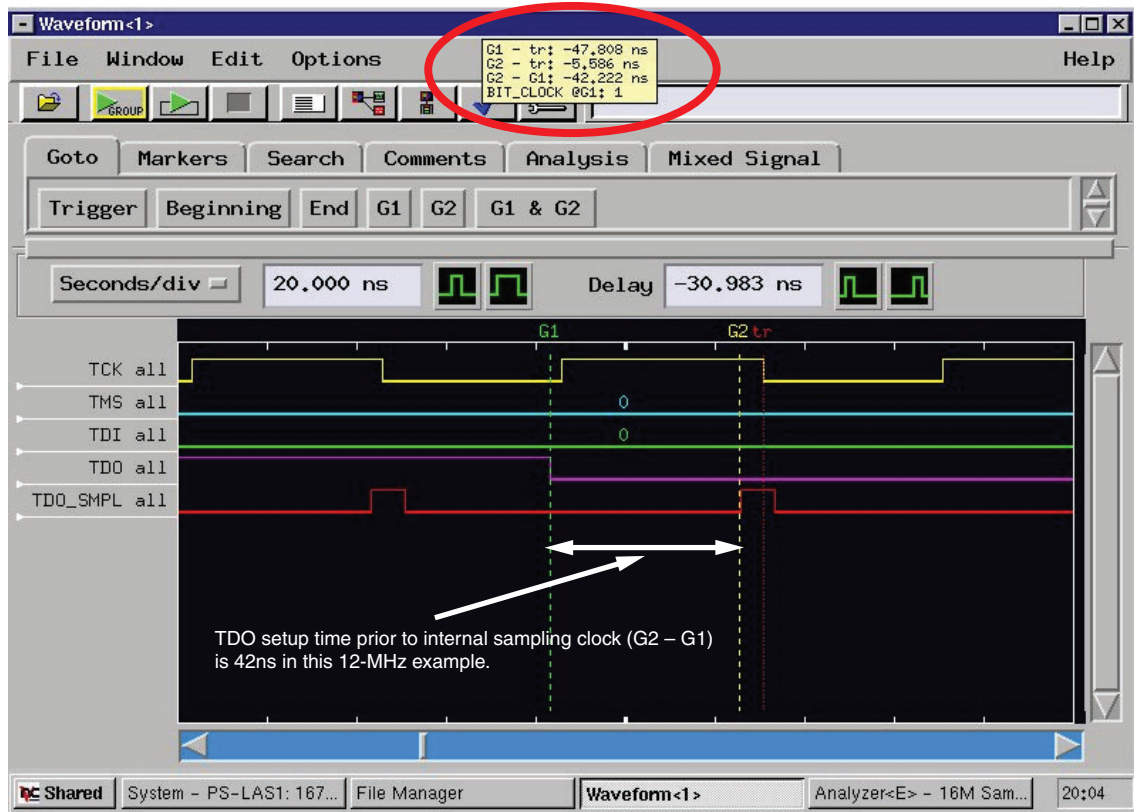 Waveform<1>
File Window Edit Options Help
G1 - tr: -47.808 ns
G2 - tr: -5.586 ns
G2 - G1: -42.222 ns
BIT_CLOCK @G1: 1
GROUP
Goto Markers Search Comments Analysis Mixed Signal
Trigger Beginning End G1 G2 G1 & G2
Seconds/div 20.000 ns Delay -30.983 ns
G1 G2 tr
TCK all
TMS all 0
TDI all 0
TDO all
TDO_SMPL all
TDO setup time prior to internal sampling clock (G2 – G1)
is 42ns in this 12-MHz example.
Shared System - PS-LAS1: 167... File Manager Waveform<1> Analyzer<E> - 16M Sam... 20:04